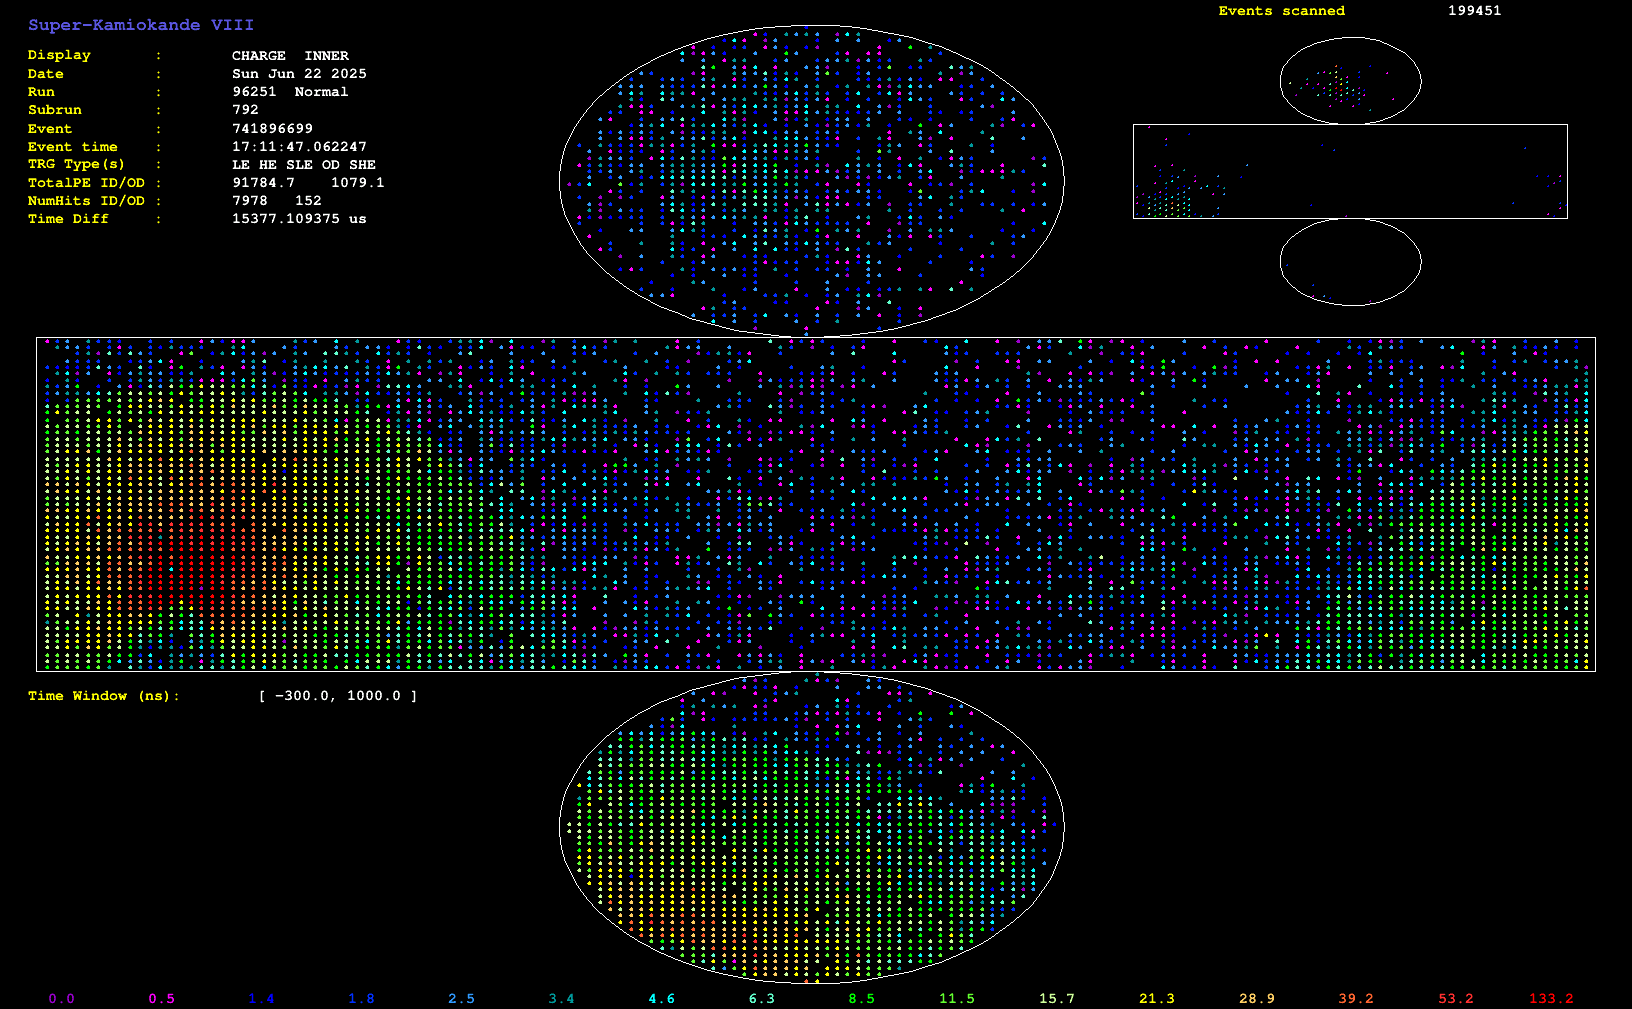 Super-Kamiokande VIII
Display : CHARGE INNER
Date : Sun Jun 22 2025
Run : 96251 Normal
Subrun : 792
Event : 741896699
Event time : 17:11:47.062247
TRG Type(s) : LE HE SLE OD SHE
TotalPE ID/OD : 91784.7 1079.1
NumHits ID/OD : 7978 152
Time Diff : 15377.109375 us
Events scanned 199451
Time Window (ns): [ -300.0, 1000.0 ]
0.0 0.5 1.4 1.8 2.5 3.4 4.6 6.3 8.5 11.5 15.7 21.3 28.9 39.2 53.2 133.2